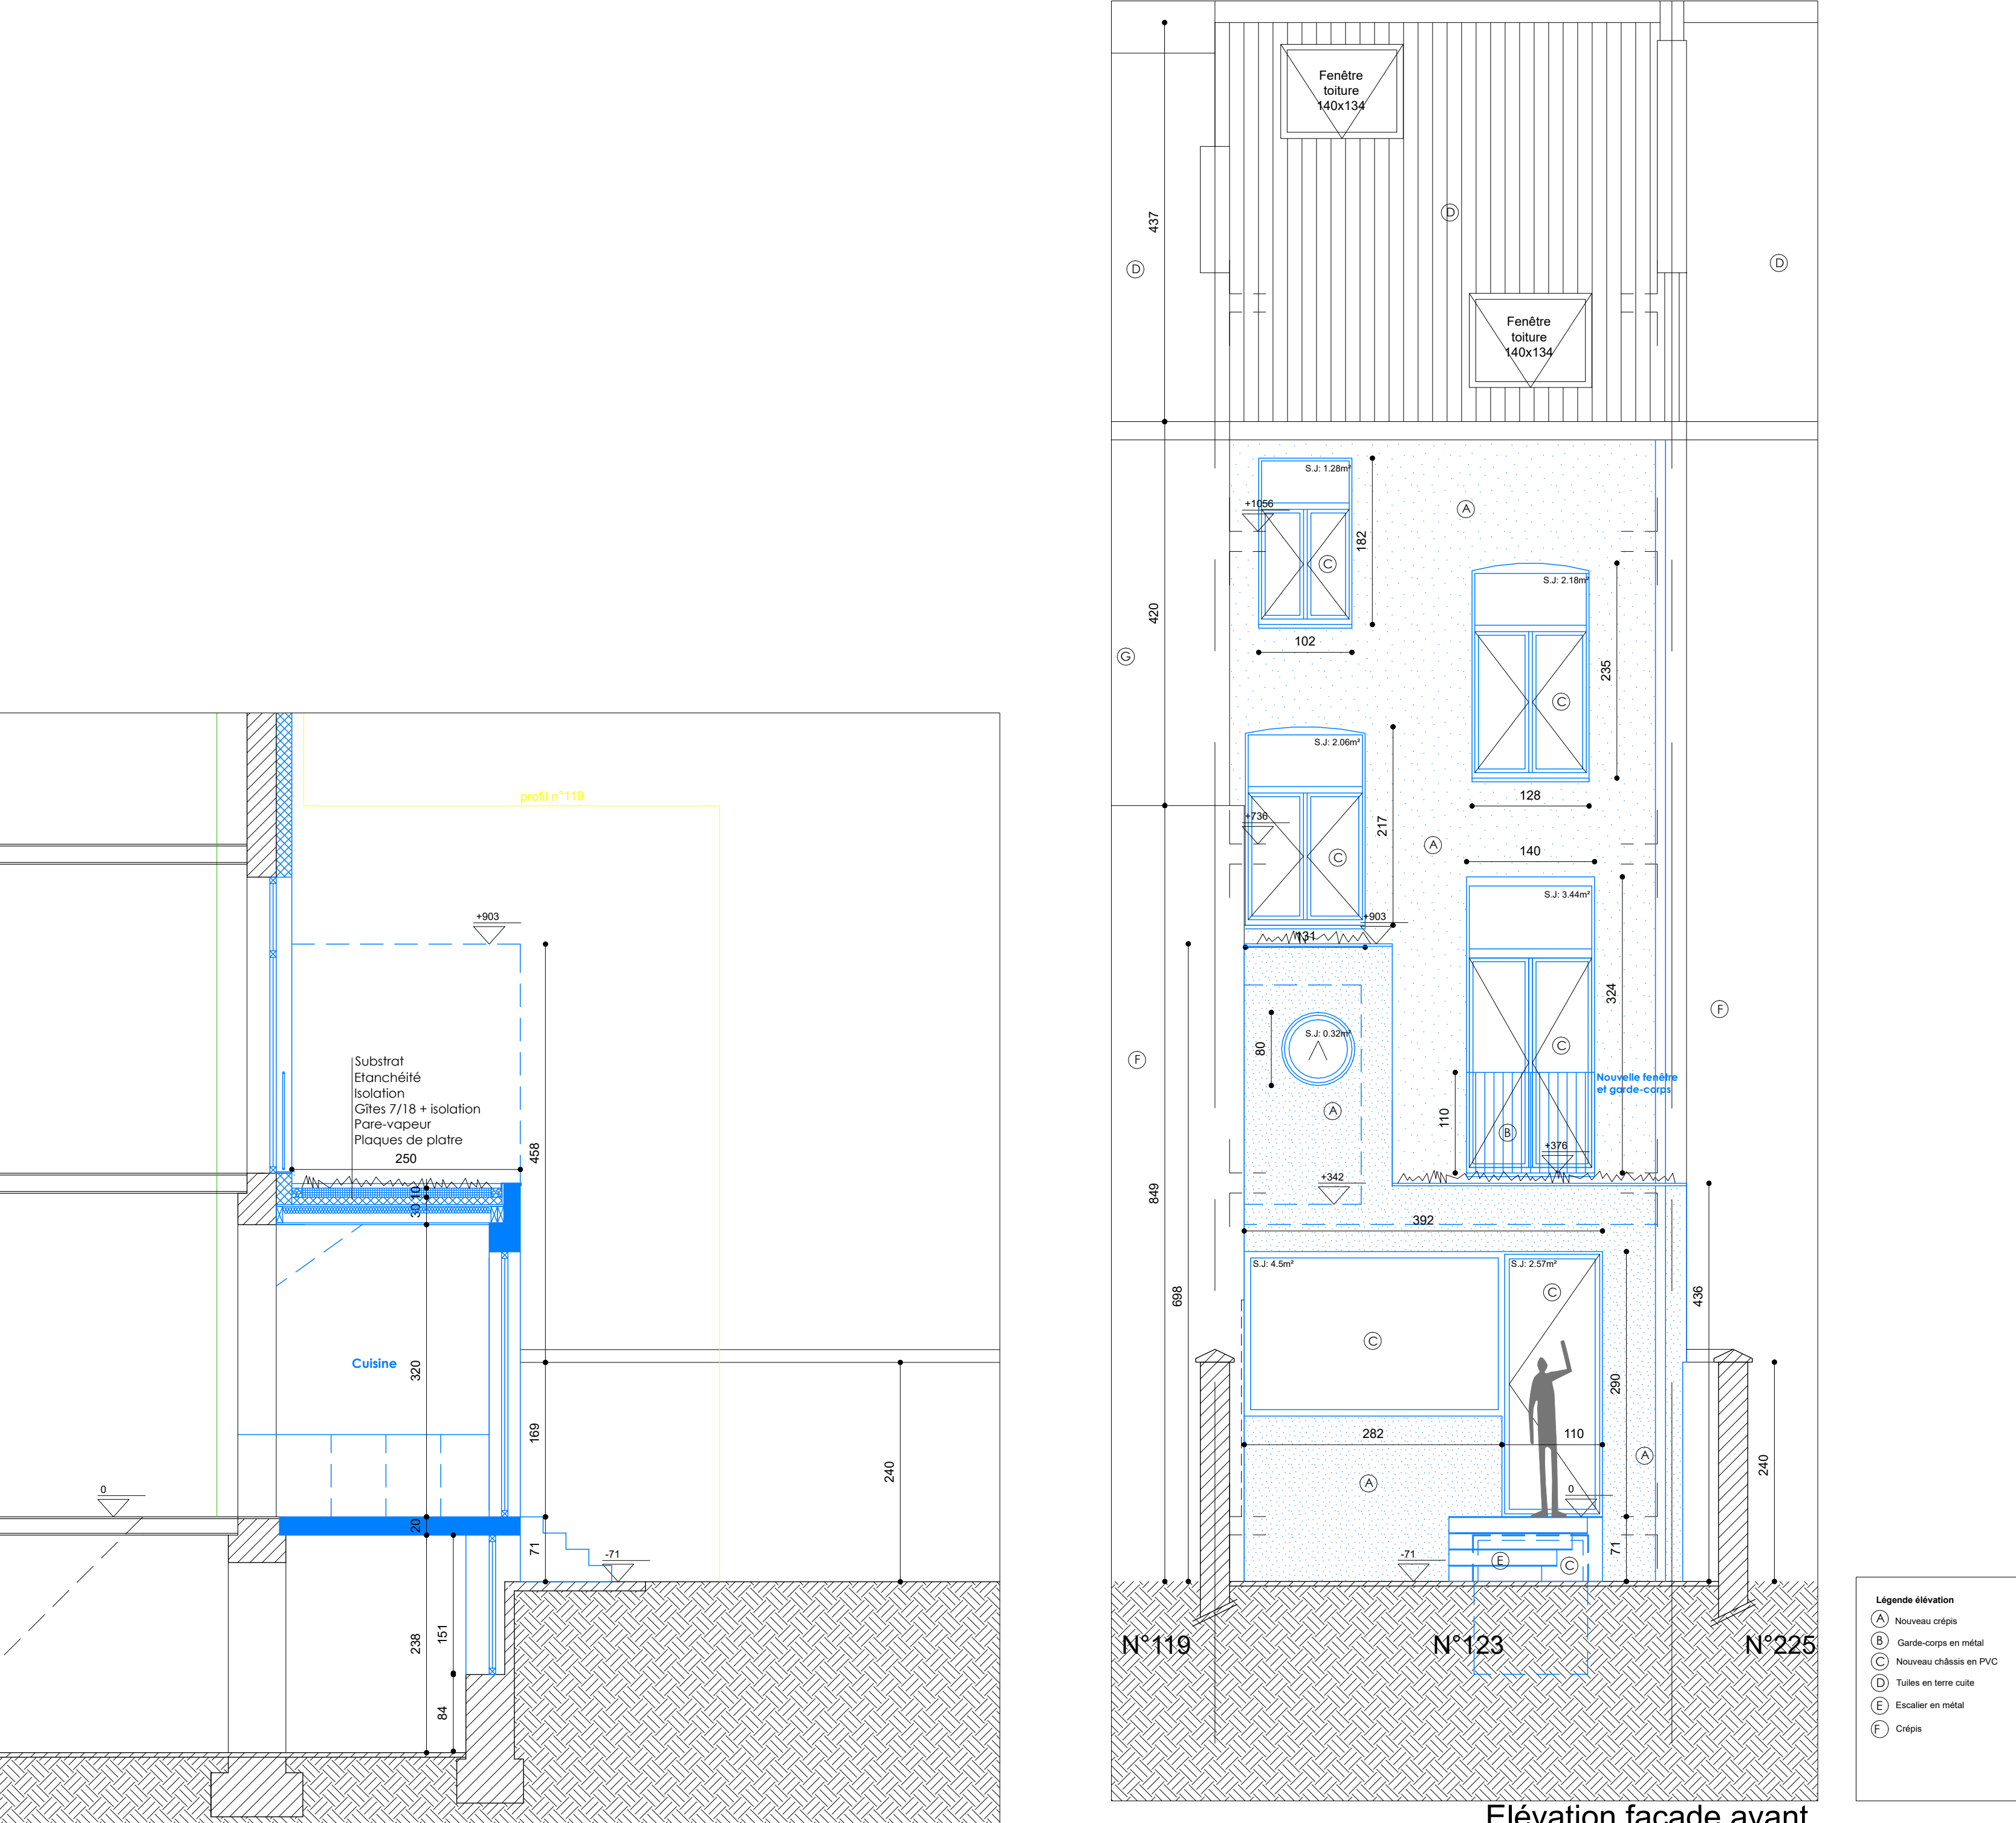 profil n°119
+903
Substrat
Etanchéité
Isolation
Gîtes 7/18 + isolation
Pare-vapeur
Plaques de platre
250
458
10
30
Cuisine
320
169
240
0
20
71
-71
238
151
84
Fenêtre
toiture
140x134
437
D
D
D
Fenêtre
toiture
140x134
S.J: 1.28m²
+1056
A
182
C
S.J: 2.18m²
420
102
G
235
C
S.J: 2.06m²
128
+736
217
A
140
C
S.J: 3.44m²
+903
131
324
F
S.J: 0.32m²
80
C
F
Nouvelle fenêtre
et garde-corps
A
110
B
+376
+342
849
392
S.J: 4.5m²
S.J: 2.57m²
C
698
436
C
290
282
110
A
240
A
0
71
-71
E
C
N°119
N°123
N°225
Légende élévation
A Nouveau crépis
B Garde-corps en métal
C Nouveau châssis en PVC
D Tuiles en terre cuite
E Escalier en métal
F Crépis
Elévation façade avant